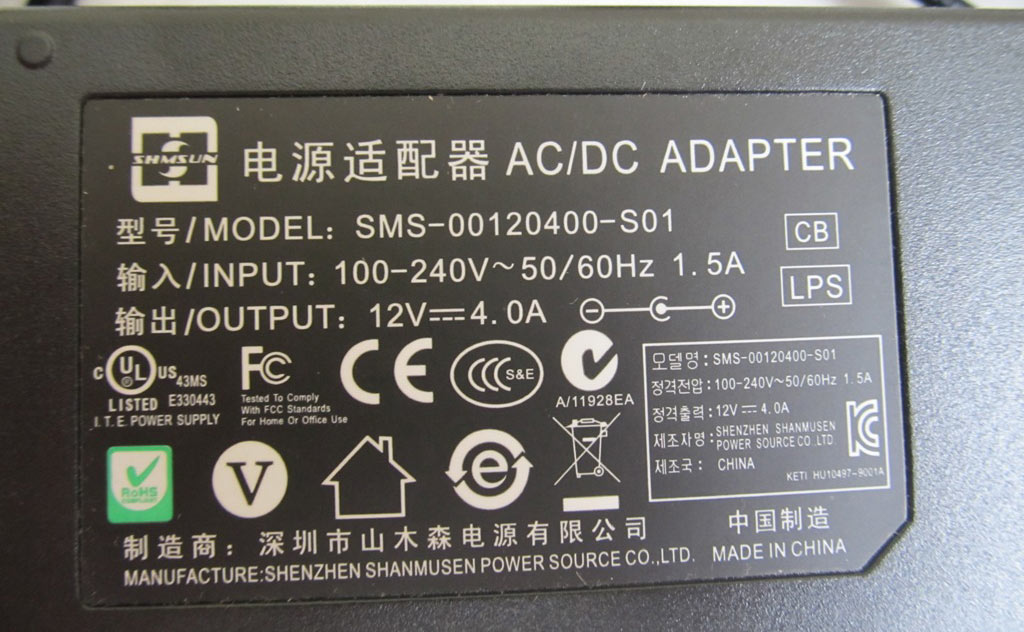 SHMSUN
电源适配器 AC/DC ADAPTER
型号/MODEL: SMS-00120400-S01
CB
输入/INPUT: 100-240V～50/60Hz 1.5A
LPS
输出/OUTPUT: 12V⎓4.0A
c UL US 43MS
LISTED E330443
I.T.E. POWER SUPPLY
FC
Tested To Comply
With FCC Standards
For Home Or Office Use
CE
CCC S&E
A/11928EA
모델명: SMS-00120400-S01
정격전압: 100-240V~50/60Hz 1.5A
정격출력: 12V⎓4.0A
제조자명: SHENZHEN SHANMUSEN
POWER SOURCE CO.LTD.
제조국: CHINA
KC
KETI HU10497-9001A
RoHS
COMPLIANT
V
e
制造商: 深圳市山木森电源有限公司
中国制造
MANUFACTURE:SHENZHEN SHANMUSEN POWER SOURCE CO.,LTD.
MADE IN CHINA